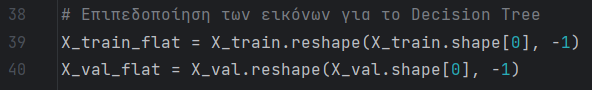 38 # Επιπεδοποίηση των εικόνων για το Decision Tree
39 X_train_flat = X_train.reshape(X_train.shape[0], -1)
40 X_val_flat = X_val.reshape(X_val.shape[0], -1)